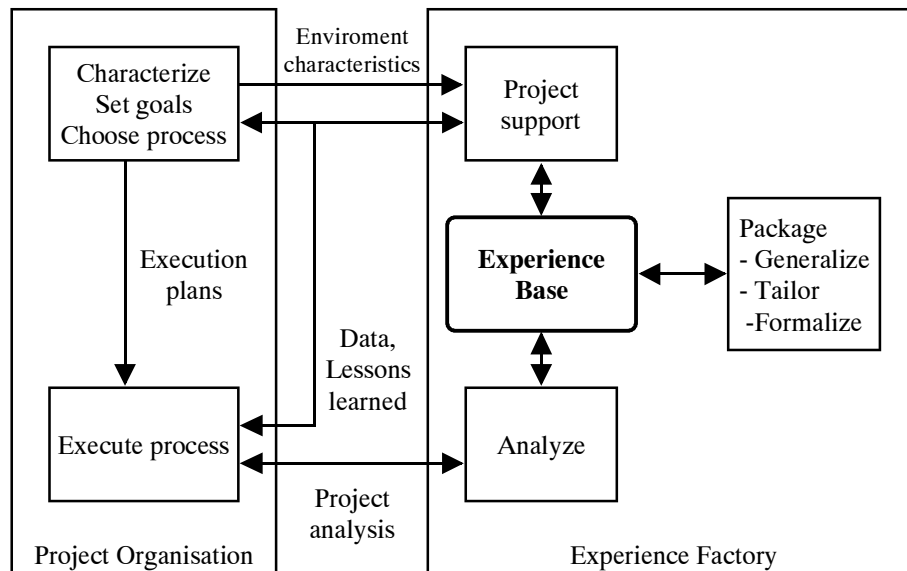 Enviroment
characteristics
Characterize
Set goals
Choose process
Project
support
Execution
plans
Experience
Base
Package
- Generalize
- Tailor
-Formalize
Data,
Lessons
learned
Execute process
Analyze
Project
analysis
Project Organisation
Experience Factory